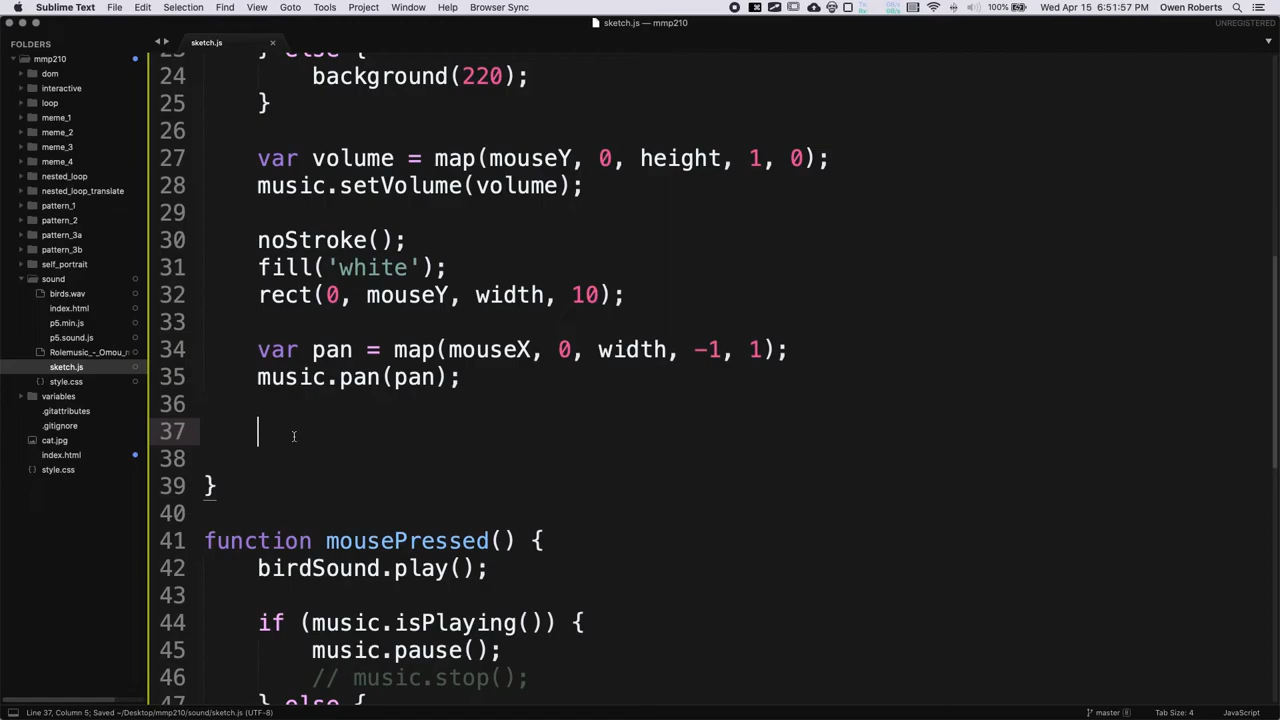 Sublime Text File Edit Selection Find View Goto Tools Project Window Help Browser Sync 100% Wed Apr 15 6:51:57 PM Owen Roberts
sketch.js — mmp210 UNREGISTERED
FOLDERS
mmp210
dom
interactive
loop
meme_1
meme_2
meme_3
meme_4
nested_loop
nested_loop_translate
pattern_1
pattern_2
pattern_3a
pattern_3b
self_portrait
sound
birds.wav
index.html
p5.min.js
p5.sound.js
Rolemusic_-_Omou_
sketch.js
style.css
variables
.gitattributes
.gitignore
cat.jpg
index.html
style.css
sketch.js
23 } else {
24 background(220);
25 }
26
27 var volume = map(mouseY, 0, height, 1, 0);
28 music.setVolume(volume);
29
30 noStroke();
31 fill('white');
32 rect(0, mouseY, width, 10);
33
34 var pan = map(mouseX, 0, width, -1, 1);
35 music.pan(pan);
36
37
38
39 }
40
41 function mousePressed() {
42 birdSound.play();
43
44 if (music.isPlaying()) {
45 music.pause();
46 // music.stop();
47 } else {
Line 37, Column 5; Saved ~/Desktop/mmp210/sound/sketch.js (UTF-8) master 8 Tab Size: 4 JavaScript